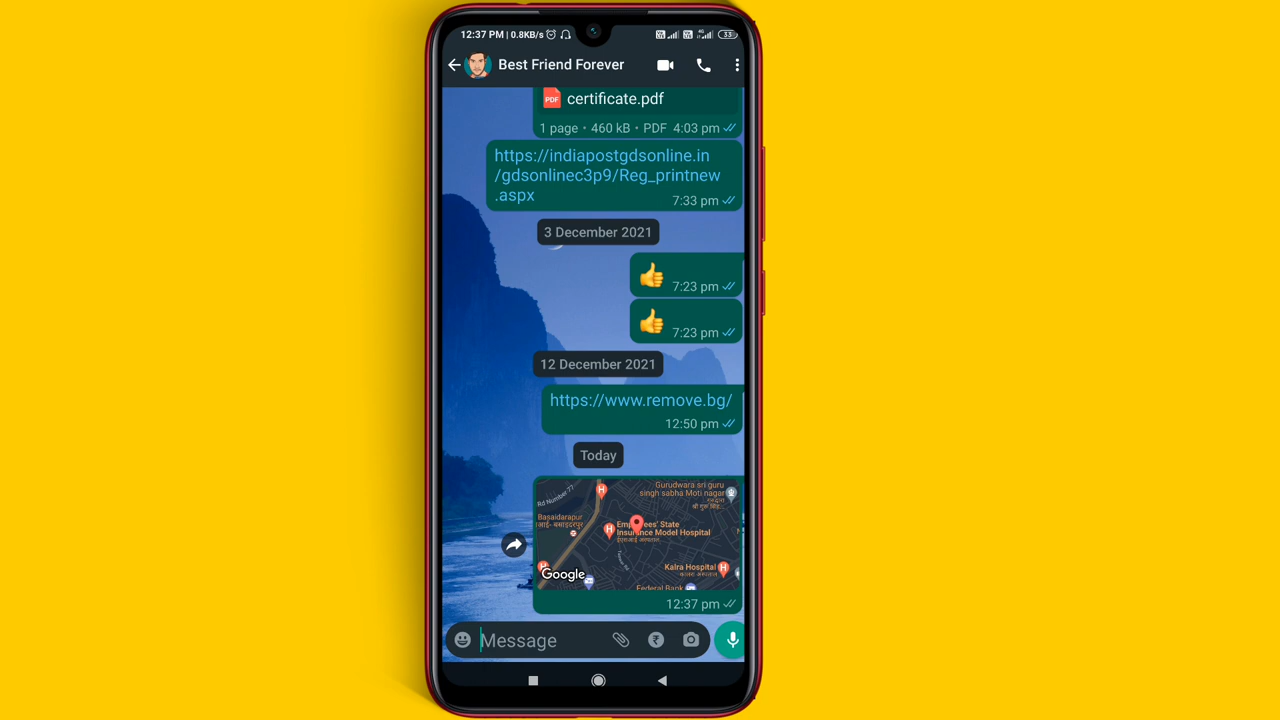 12:37 PM | 0.8KB/s
33
Best Friend Forever
PDF
certificate.pdf
1 page • 460 kB • PDF 4:03 pm
https://indiapostgdsonline.in
/gdsonlinec3p9/Reg_printnew
.aspx
7:33 pm
3 December 2021
👍 7:23 pm
👍 7:23 pm
12 December 2021
https://www.remove.bg/
12:50 pm
Today
Rd Number 77
Gurudwara sri guru
singh sabha Moti nagar
Basaidarapur
Employees' State
Insurance Model Hospital
Kalra Hospital
Google
Federal Bank
12:37 pm
Message